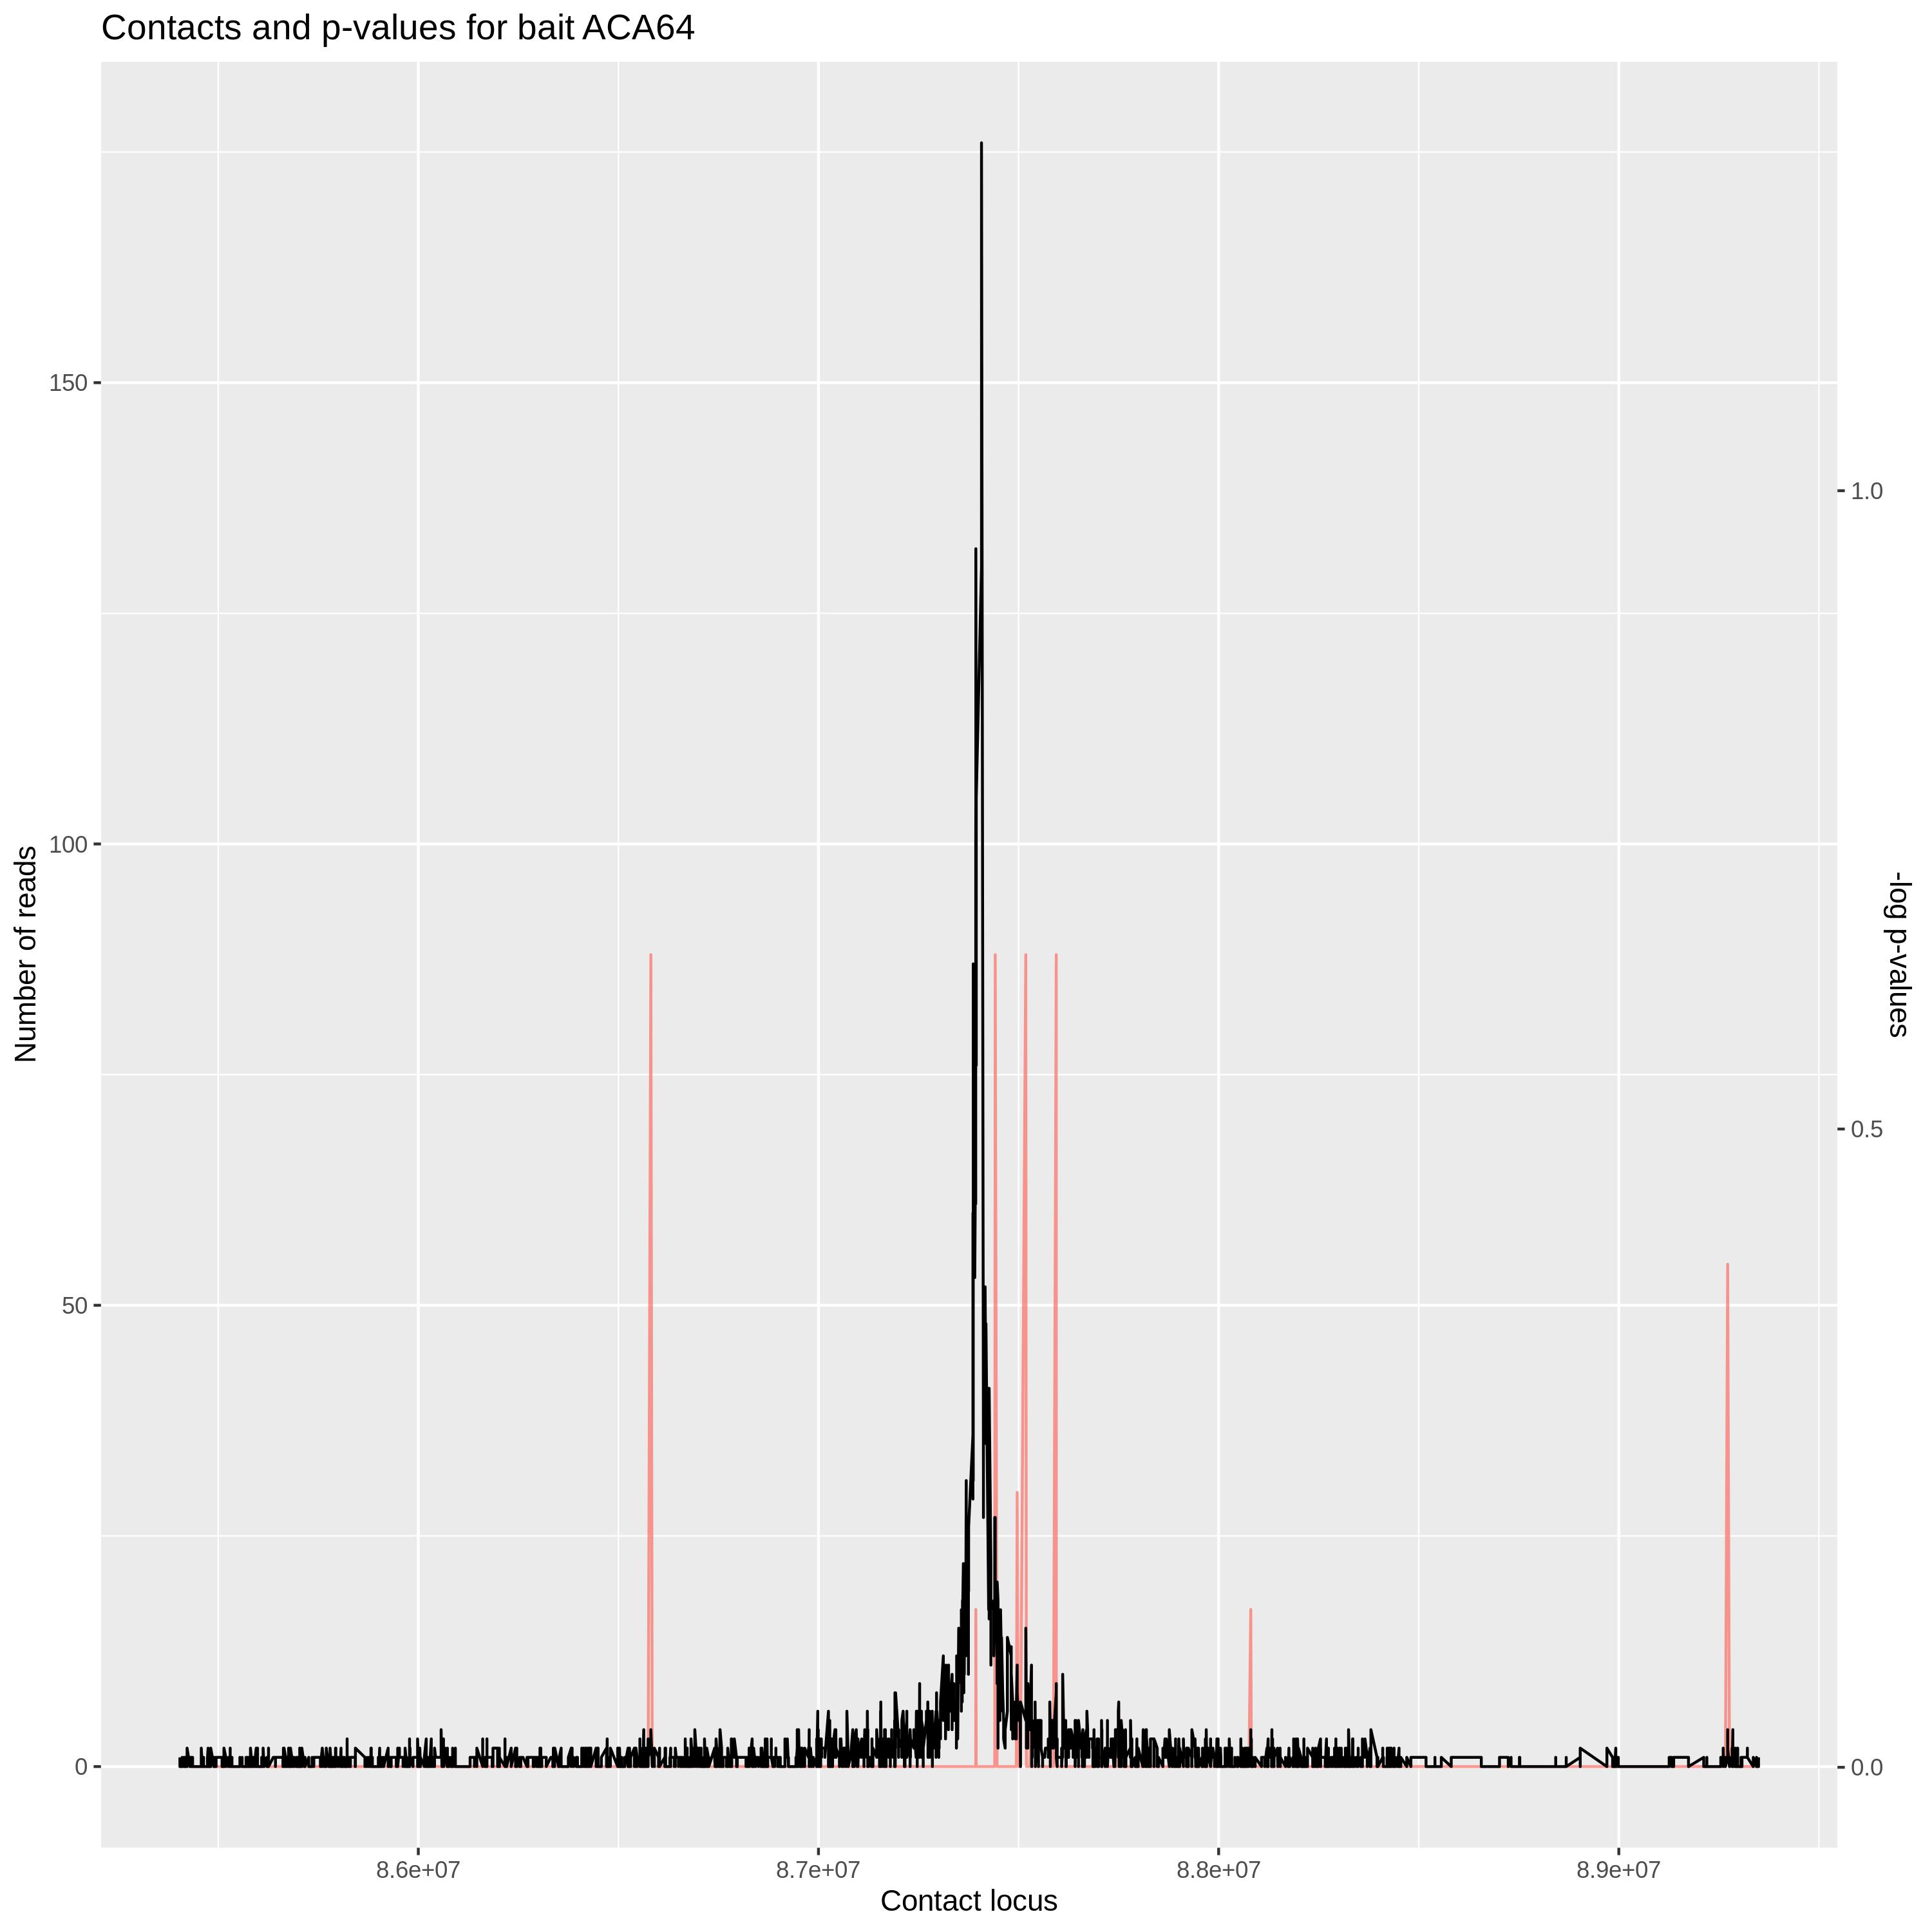 Contacts and p-values for bait ACA64
150
100
50
0
Number of reads
1.0
0.5
0.0
-log p-values
8.6e+07
8.7e+07
8.8e+07
8.9e+07
Contact locus